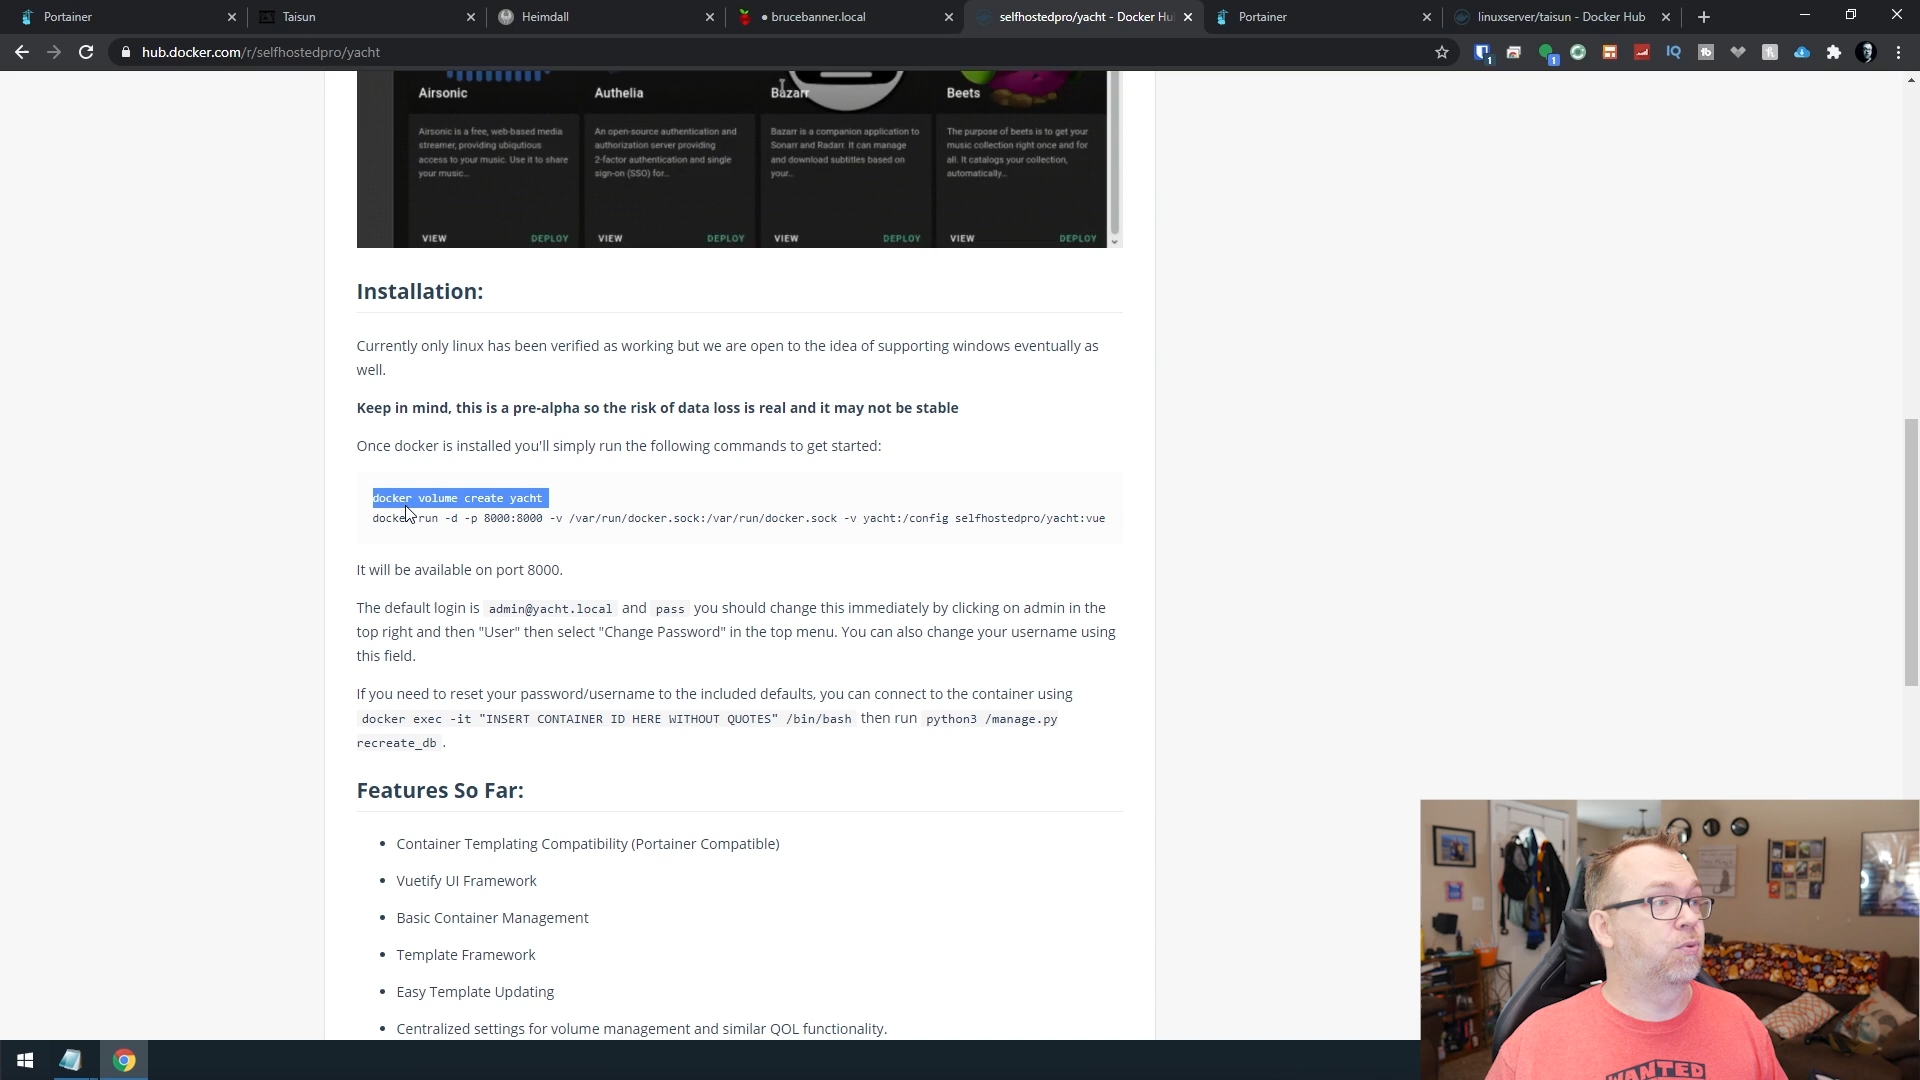 Portainer
Taisun
Heimdall
• brucebanner.local
selfhostedpro/yacht - Docker Hu
Portainer
linuxserver/taisun - Docker Hub
hub.docker.com/r/selfhostedpro/yacht
Airsonic
Authelia
Bazarr
Beets
Airsonic is a free, web-based media
streamer, providing ubiqutious
access to your music. Use it to share
your music...
An open-source authentication and
authorization server providing
2-factor authentication and single
sign-on (SSO) for...
Bazarr is a companion application to
Sonarr and Radarr. It can manage
and download subtitles based on
your...
The purpose of beets is to get your
music collection right once and for
all. It catalogs your collection,
automatically...
VIEW DEPLOY
VIEW DEPLOY
VIEW DEPLOY
VIEW DEPLOY
Installation:
Currently only linux has been verified as working but we are open to the idea of supporting windows eventually as
well.
Keep in mind, this is a pre-alpha so the risk of data loss is real and it may not be stable
Once docker is installed you'll simply run the following commands to get started:
docker volume create yacht
docker run -d -p 8000:8000 -v /var/run/docker.sock:/var/run/docker.sock -v yacht:/config selfhostedpro/yacht:vue
It will be available on port 8000.
The default login is admin@yacht.local and pass you should change this immediately by clicking on admin in the
top right and then "User" then select "Change Password" in the top menu. You can also change your username using
this field.
If you need to reset your password/username to the included defaults, you can connect to the container using
docker exec -it "INSERT CONTAINER ID HERE WITHOUT QUOTES" /bin/bash then run python3 /manage.py
recreate_db .
Features So Far:
• Container Templating Compatibility (Portainer Compatible)
• Vuetify UI Framework
• Basic Container Management
• Template Framework
• Easy Template Updating
• Centralized settings for volume management and similar QOL functionality.
WANTED